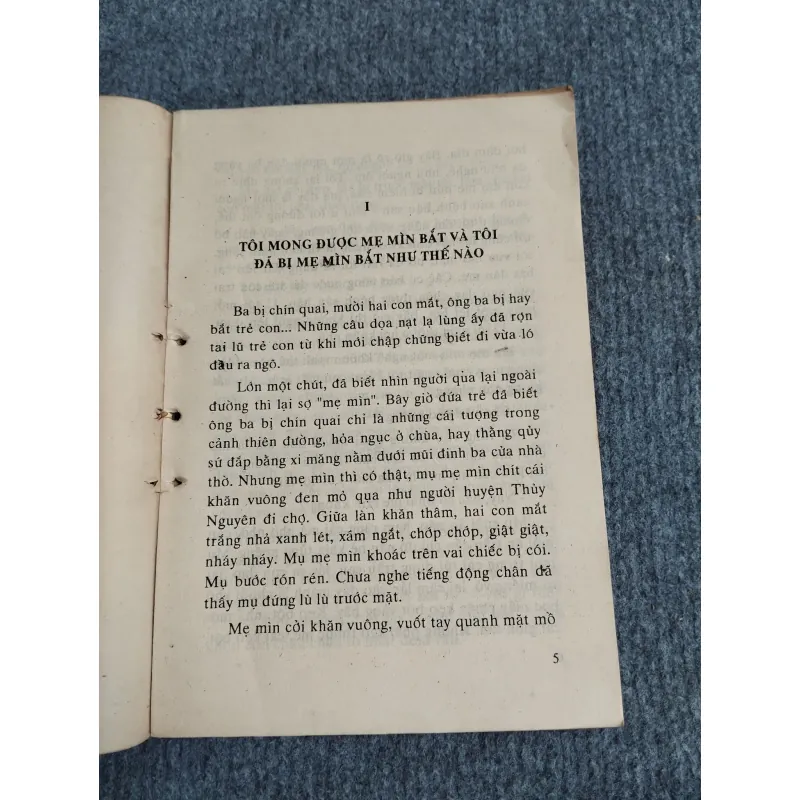 I
TÔI MONG ĐƯỢC MẸ MÌN BẮT VÀ TÔI
ĐÃ BỊ MẸ MÌN BẮT NHƯ THẾ NÀO
Ba bị chín quai, mười hai con mắt, ông ba bị hay
bắt trẻ con... Những câu dọa nạt lạ lùng ấy đã rợn
tai lũ trẻ con từ khi mới chập chững biết đi vừa ló
đầu ra ngõ.
Lớn một chút, đã biết nhìn người qủa lại ngoài
đường thì lại sợ "mẹ mìn". Bây giờ đứa trẻ đã biết
ông ba bị chín quai chỉ là những cái tượng trong
cảnh thiên đường, hỏa ngục ở chùa, hay thằng qủy
sứ đắp bằng xi măng nằm dưới mũi đinh ba cửa nhà
thờ. Nhưng mẹ mìn thì có thật, mụ mẹ mìn chít cái
khăn vuông đen mỏ qụa như người huyện Thủy
Nguyên đi chợ. Giữa làn khăn thâm, hai con mắt
trắng nhả xanh lét, xám ngắt, chớp chớp, giật giật,
nháy nháy. Mụ mẹ mìn khoác trên vai chiếc bị cói.
Mụ bước rón rén. Chưa nghe tiếng động chân đã
thấy mụ đứng lù lù trước mặt.
Mẹ mìn cởi khăn vuông, vuốt tay quanh mặt mồ
5